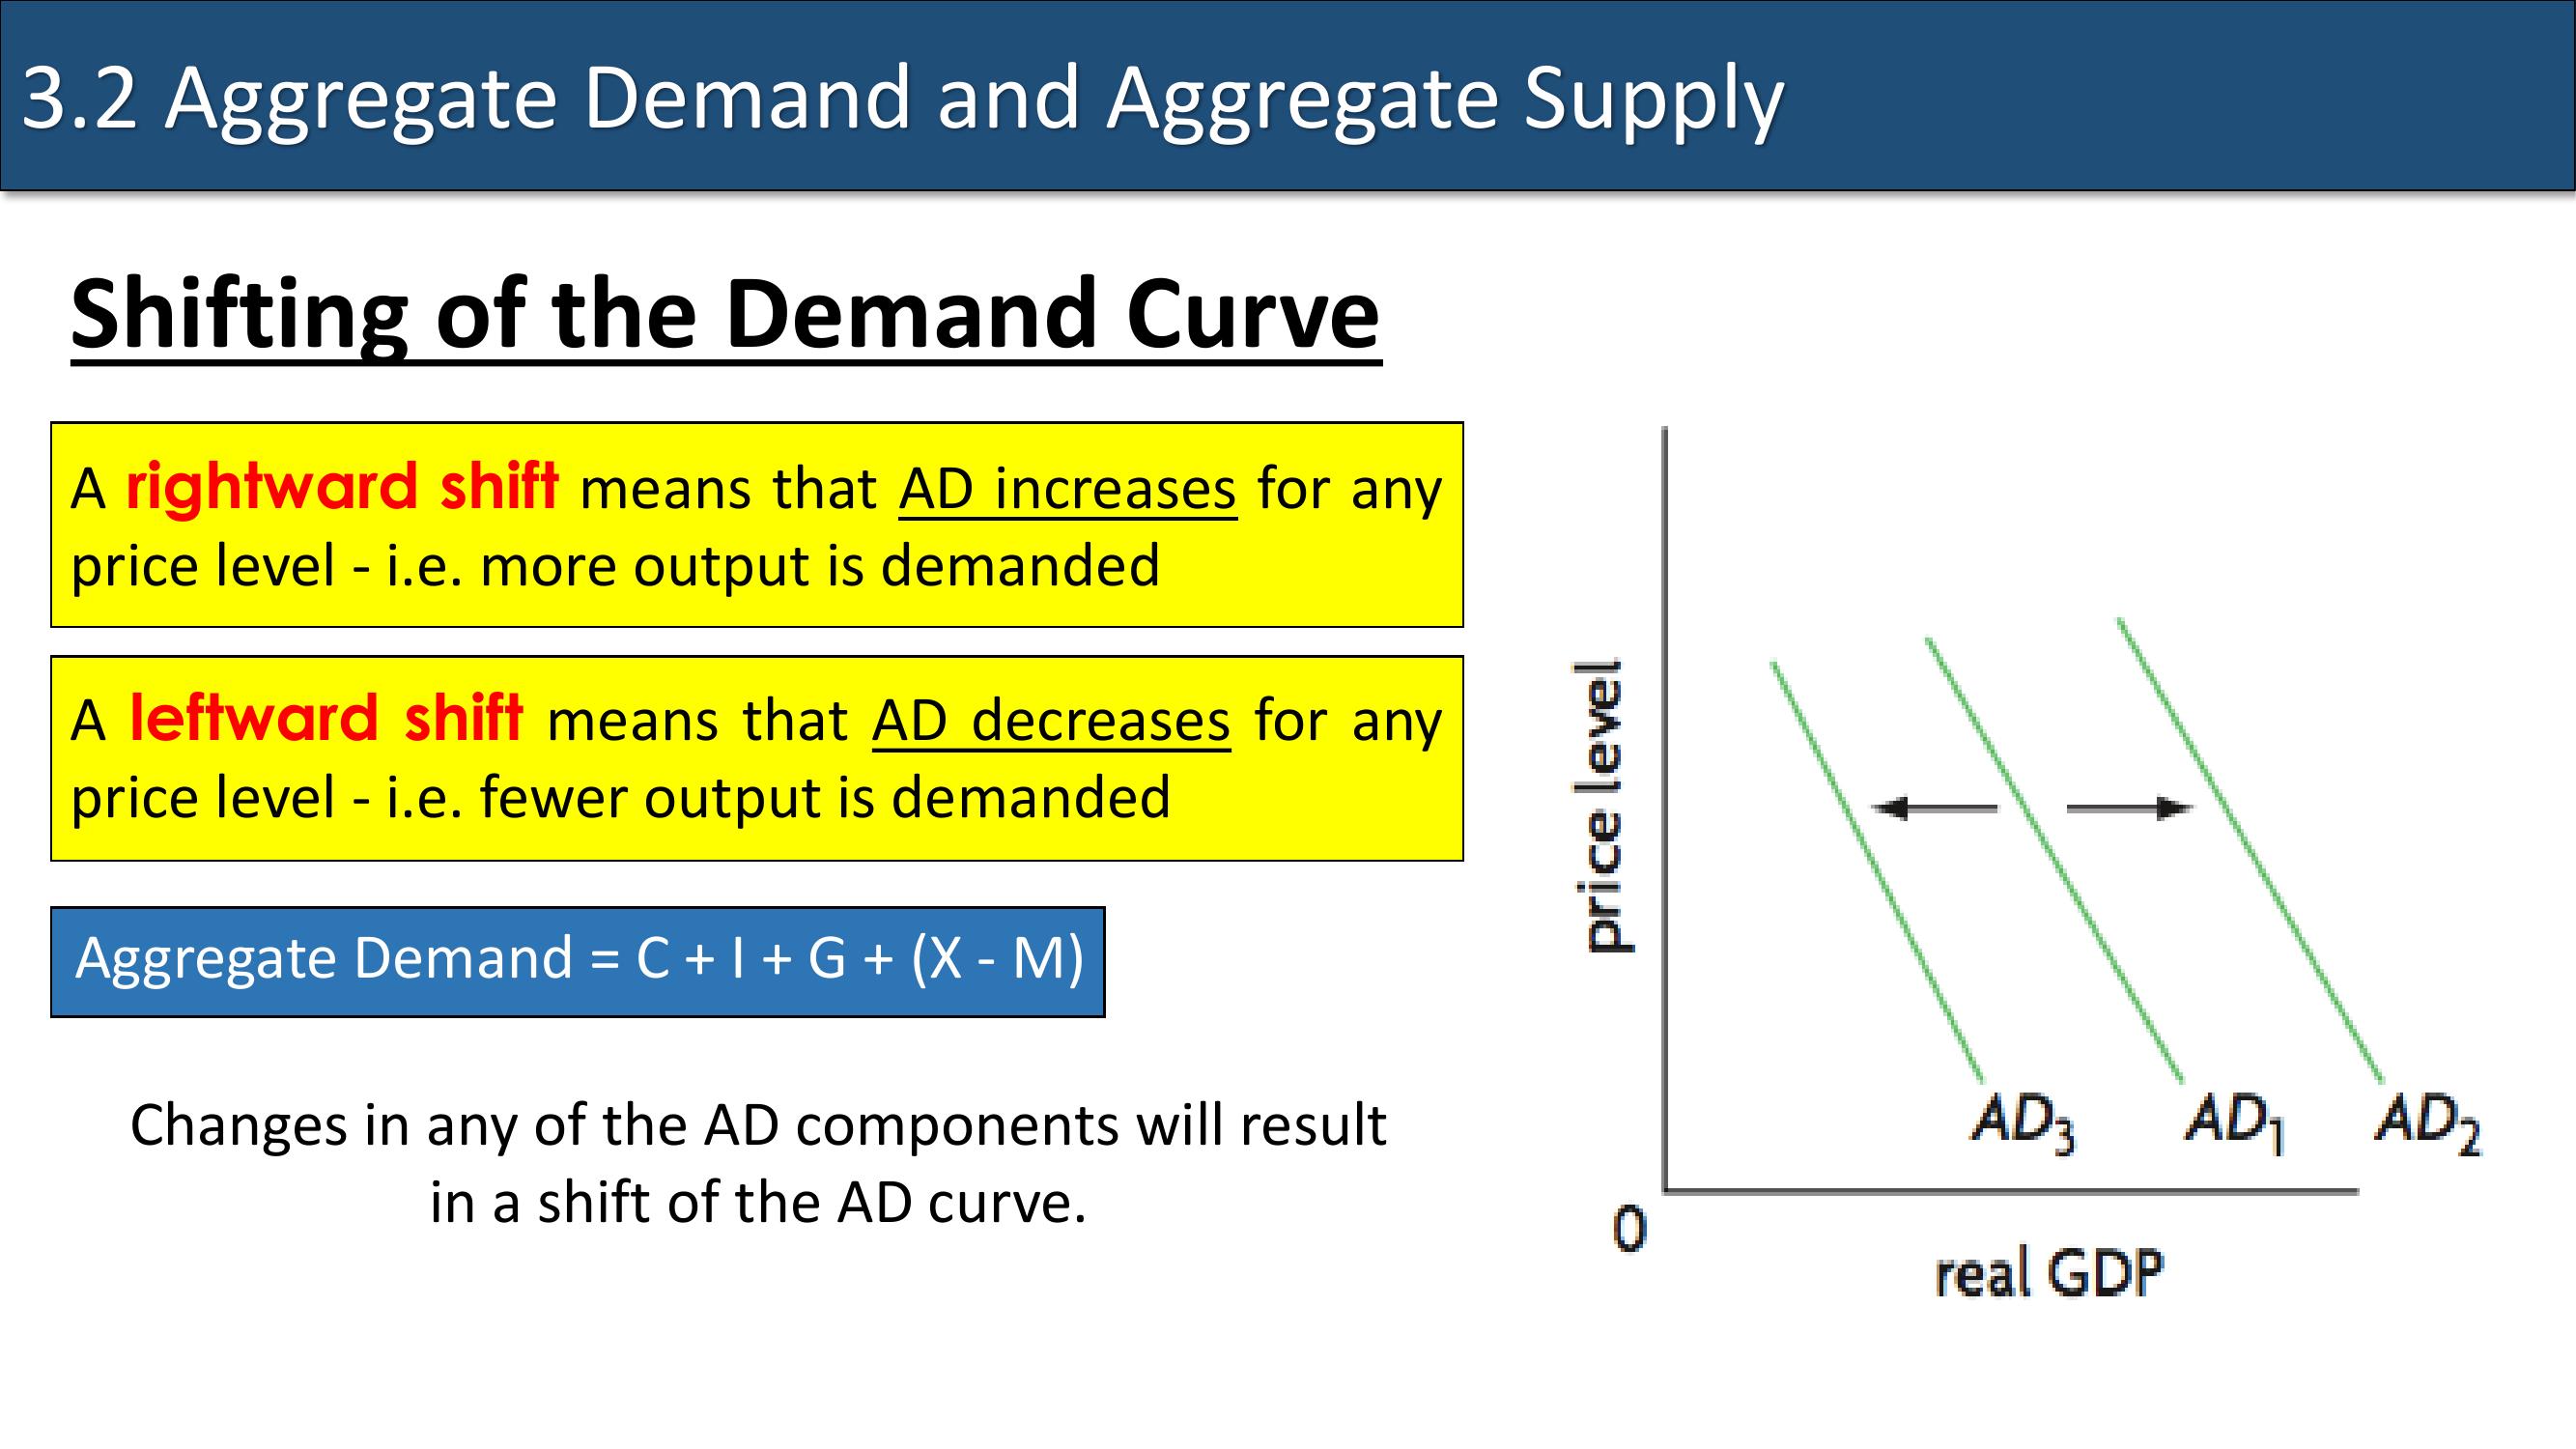 3.2 Aggregate Demand and Aggregate Supply
Shifting of the Demand Curve
A rightward shift means that AD increases for any
price level - i.e. more output is demanded
A leftward shift means that AD decreases for any
price level - i.e. fewer output is demanded
Aggregate Demand = C + I + G + (X - M)
Changes in any of the AD components will result
in a shift of the AD curve.
price level
AD₃ AD₁ AD₂
0
real GDP